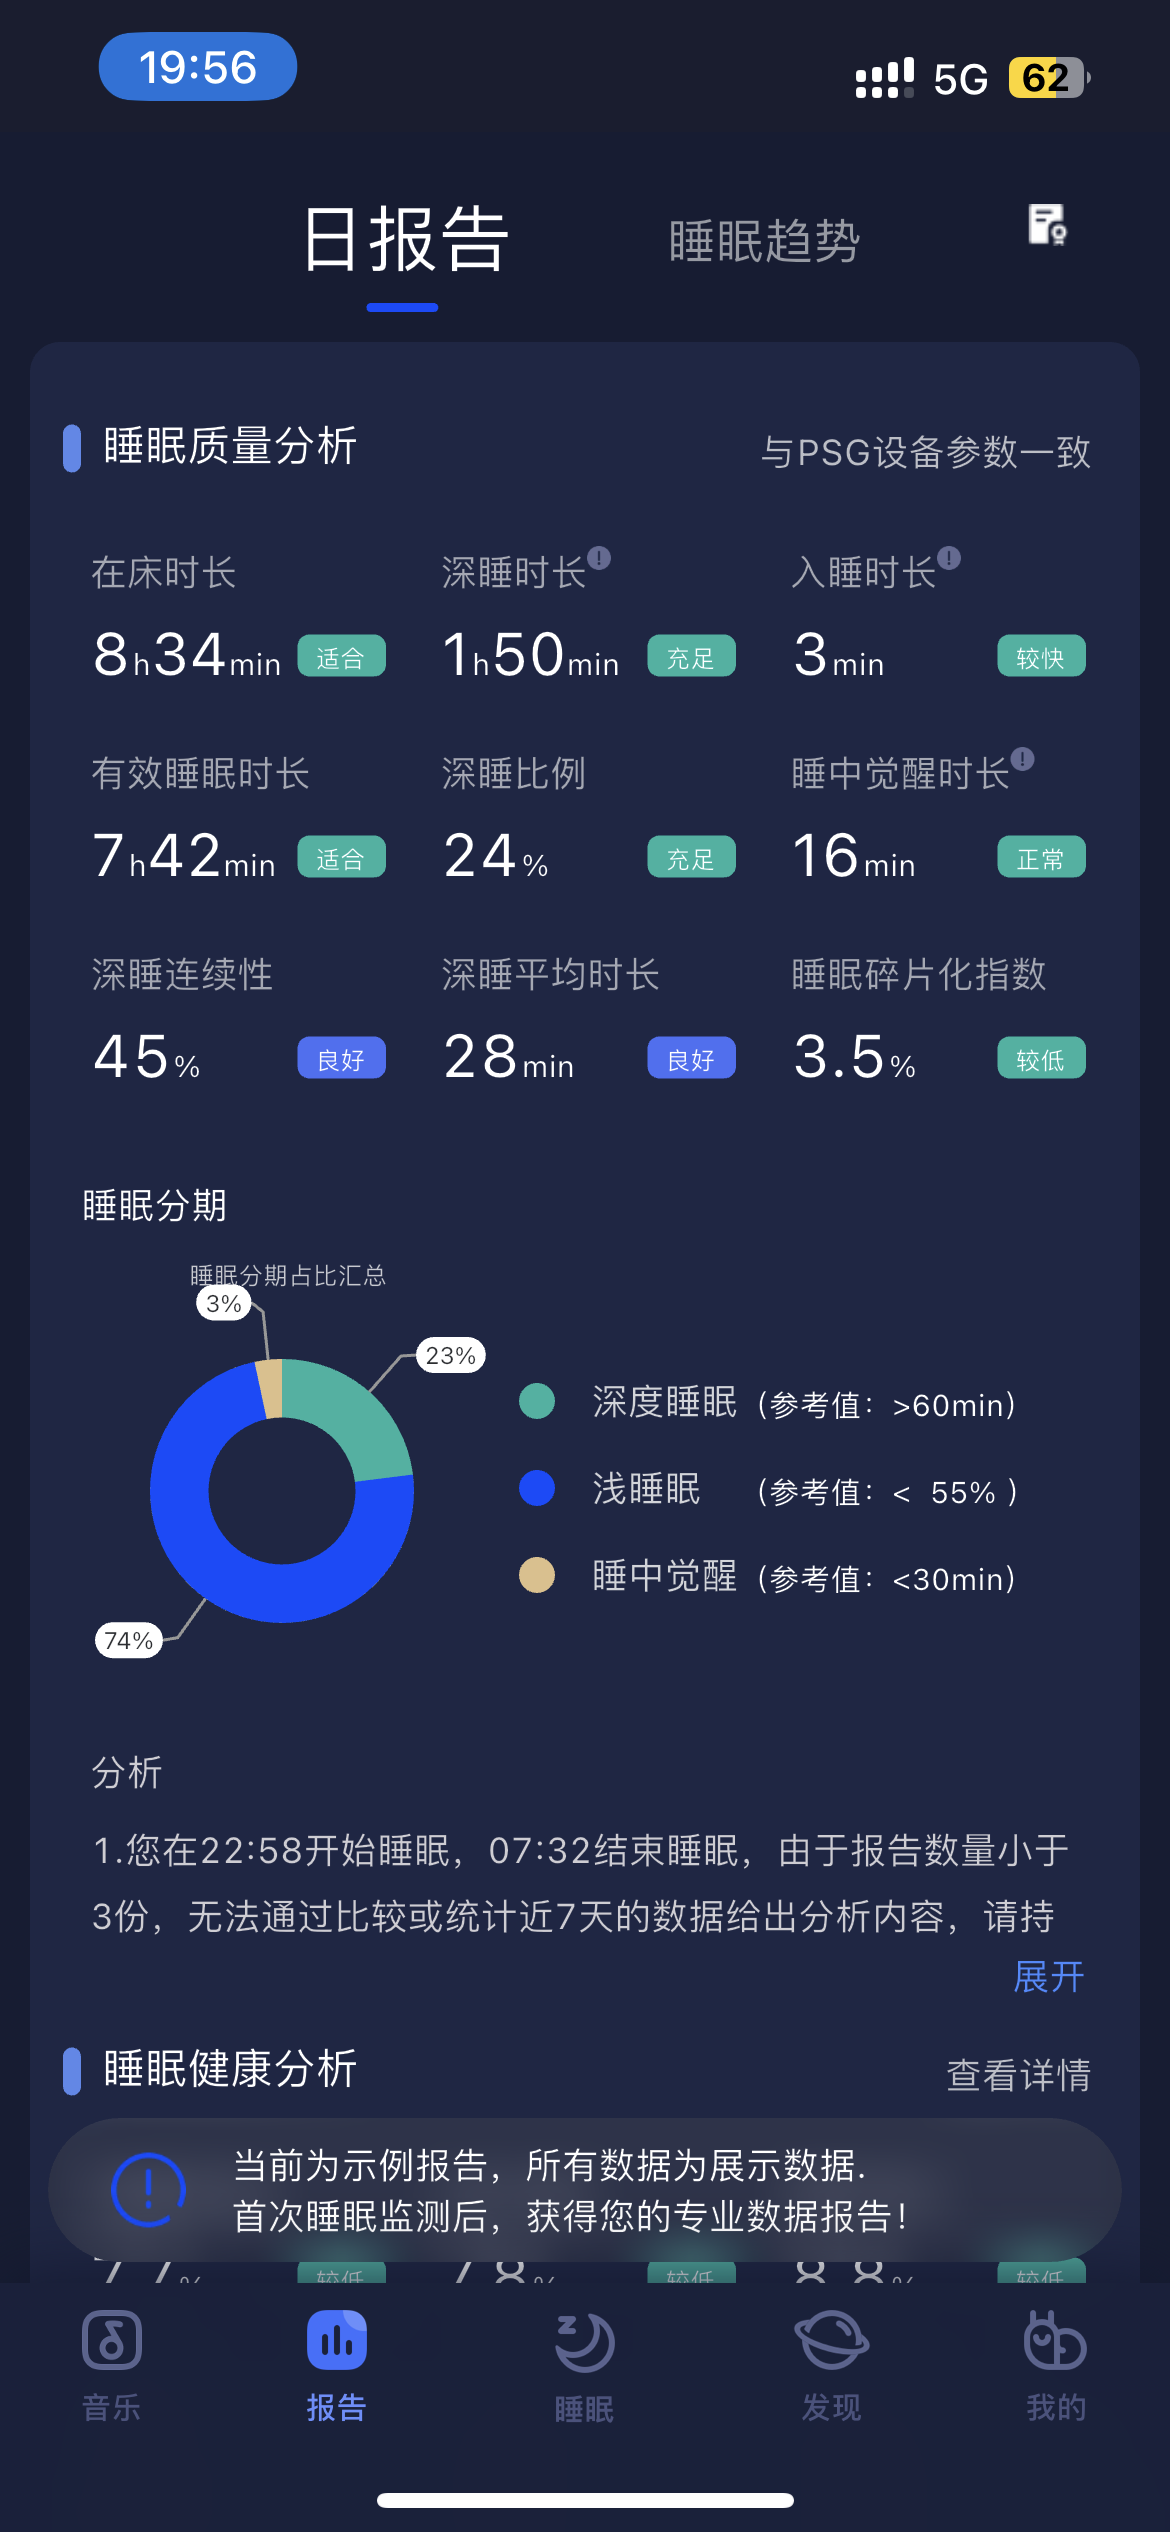 19:56
5G 62
日报告 睡眠趋势
睡眠质量分析 与PSG设备参数一致
在床时长 深睡时长 入睡时长
8h34min 适合 1h50min 充足 3min 较快
有效睡眠时长 深睡比例 睡中觉醒时长
7h42min 适合 24% 充足 16min 正常
深睡连续性 深睡平均时长 睡眠碎片化指数
45% 良好 28min 良好 3.5% 较低
睡眠分期
睡眠分期占比汇总
3%
23%
深度睡眠（参考值：>60min）
浅睡眠 （参考值：< 55% ）
睡中觉醒（参考值：<30min）
74%
分析
1.您在22:58开始睡眠，07:32结束睡眠，由于报告数量小于
3份，无法通过比较或统计近7天的数据给出分析内容，请持
展开
睡眠健康分析 查看详情
当前为示例报告，所有数据为展示数据.
首次睡眠监测后，获得您的专业数据报告！
较低 较低 较低
音乐 报告 睡眠 发现 我的